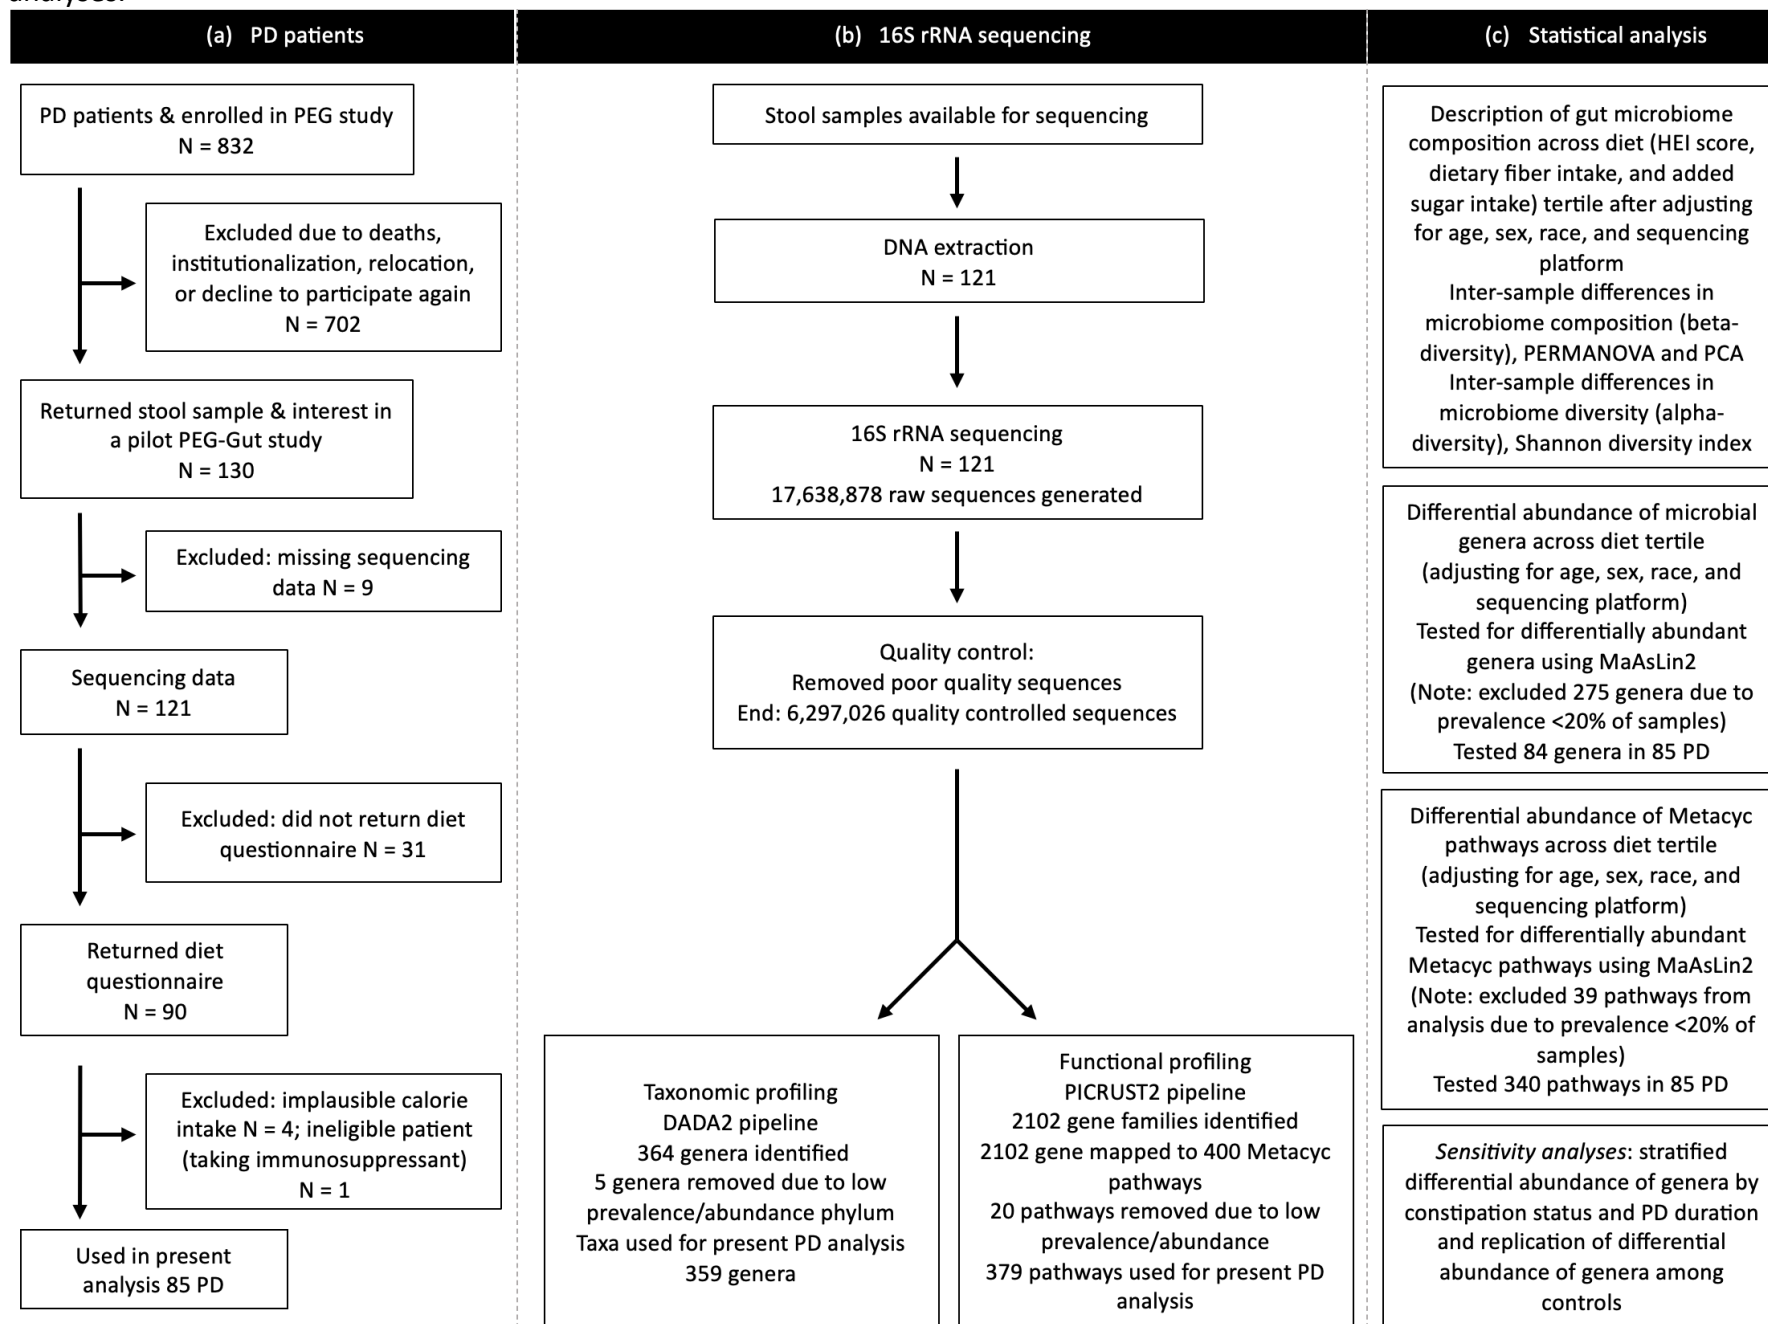 analyses.
(a) PD patients
(b) 16S rRNA sequencing
(c) Statistical analysis
PD patients & enrolled in PEG study
N = 832
Excluded due to deaths,
institutionalization, relocation,
or decline to participate again
N = 702
Returned stool sample & interest in
a pilot PEG-Gut study
N = 130
Excluded: missing sequencing
data N = 9
Sequencing data
N = 121
Excluded: did not return diet
questionnaire N = 31
Returned diet
questionnaire
N = 90
Excluded: implausible calorie
intake N = 4; ineligible patient
(taking immunosuppressant)
N = 1
Used in present
analysis 85 PD
Stool samples available for sequencing
DNA extraction
N = 121
16S rRNA sequencing
N = 121
17,638,878 raw sequences generated
Quality control:
Removed poor quality sequences
End: 6,297,026 quality controlled sequences
Taxonomic profiling
DADA2 pipeline
364 genera identified
5 genera removed due to low
prevalence/abundance phylum
Taxa used for present PD analysis
359 genera
Functional profiling
PICRUST2 pipeline
2102 gene families identified
2102 gene mapped to 400 Metacyc
pathways
20 pathways removed due to low
prevalence/abundance
379 pathways used for present PD
analysis
Description of gut microbiome
composition across diet (HEI score,
dietary fiber intake, and added
sugar intake) tertile after adjusting
for age, sex, race, and sequencing
platform
Inter-sample differences in
microbiome composition (beta-
diversity), PERMANOVA and PCA
Inter-sample differences in
microbiome diversity (alpha-
diversity), Shannon diversity index
Differential abundance of microbial
genera across diet tertile
(adjusting for age, sex, race, and
sequencing platform)
Tested for differentially abundant
genera using MaAsLin2
(Note: excluded 275 genera due to
prevalence <20% of samples)
Tested 84 genera in 85 PD
Differential abundance of Metacyc
pathways across diet tertile
(adjusting for age, sex, race, and
sequencing platform)
Tested for differentially abundant
Metacyc pathways using MaAsLin2
(Note: excluded 39 pathways from
analysis due to prevalence <20% of
samples)
Tested 340 pathways in 85 PD
Sensitivity analyses: stratified
differential abundance of genera by
constipation status and PD duration
and replication of differential
abundance of genera among
controls